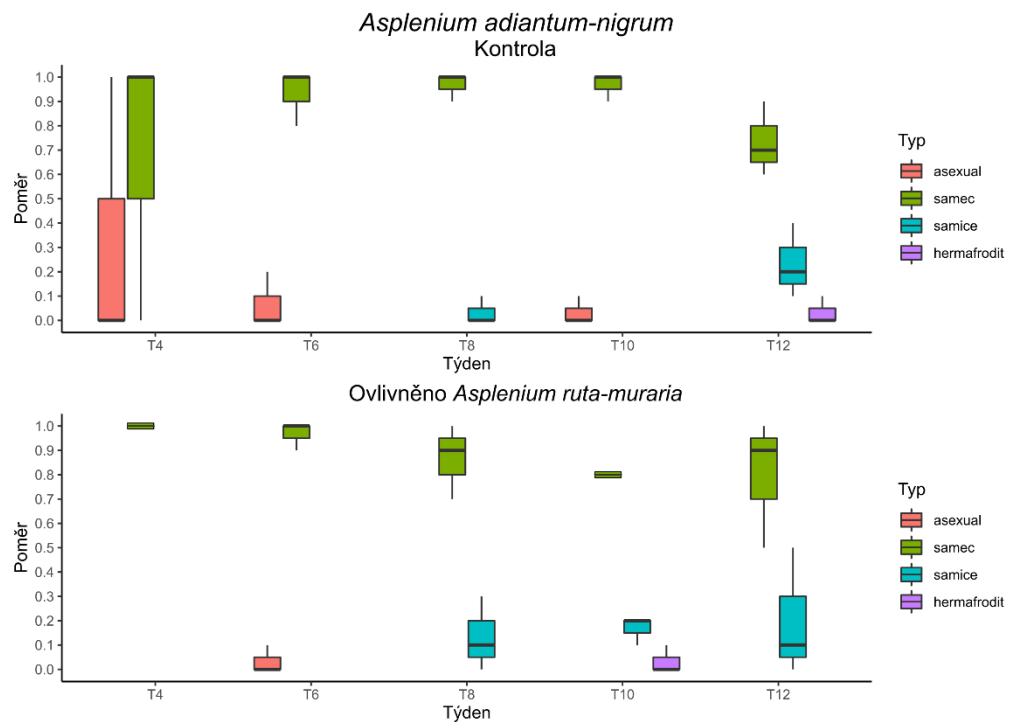 Asplenium adiantum-nigrum
Kontrola
1.0
0.9
0.8
0.7
0.6
0.5
0.4
0.3
0.2
0.1
0.0
Poměr
T4 T6 T8 T10 T12
Týden
Typ
asexual
samec
samice
hermafrodit
Ovlivněno Asplenium ruta-muraria
1.0
0.9
0.8
0.7
0.6
0.5
0.4
0.3
0.2
0.1
0.0
Poměr
T4 T6 T8 T10 T12
Týden
Typ
asexual
samec
samice
hermafrodit